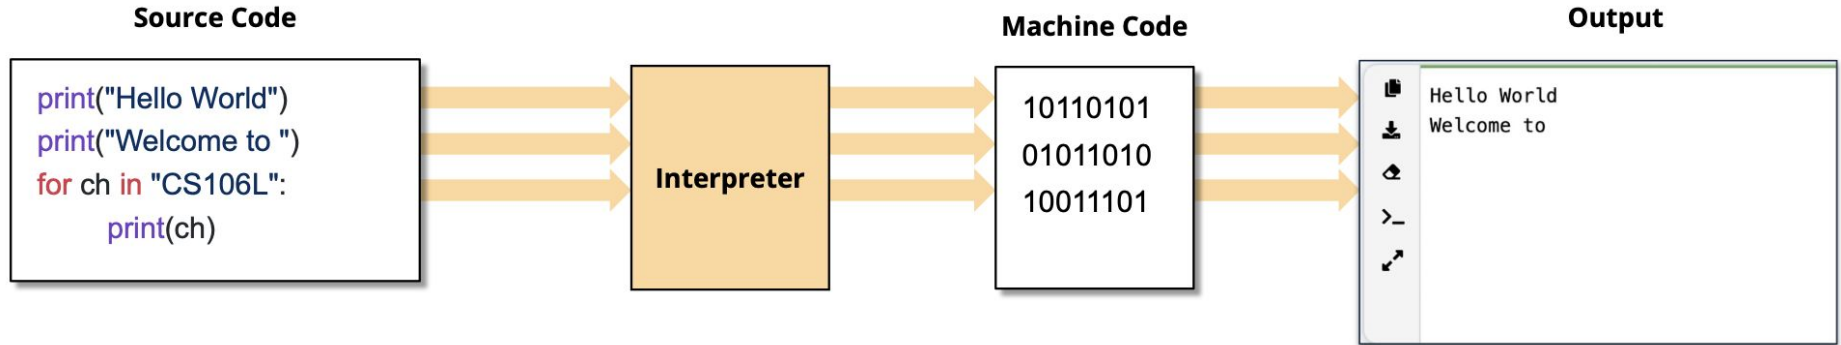 Source Code
print("Hello World")
print("Welcome to ")
for ch in "CS106L":
print(ch)
Interpreter
Machine Code
10110101
01011010
10011101
Output
Hello World
Welcome to